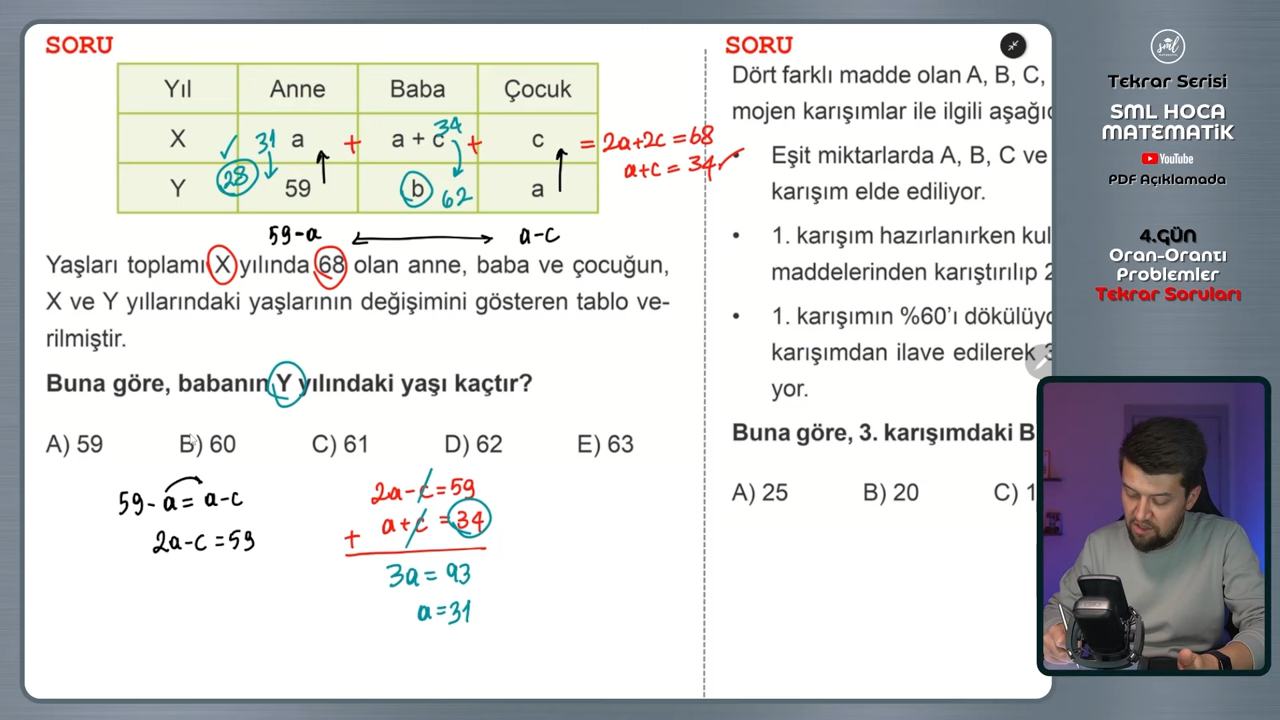 SORU
Yıl Anne Baba Çocuk
X ✓ 31 a + a + c 34 + c = 2a+2c = 68
a+c = 34 ✓
Y 28 59 b 62 a
59-a a-c
Yaşları toplamı X yılında 68 olan anne, baba ve çocuğun,
X ve Y yıllarındaki yaşlarının değişimini gösteren tablo ve-
rilmiştir.
Buna göre, babanın Y yılındaki yaşı kaçtır?
A) 59 B) 60 C) 61 D) 62 E) 63
59 - a = a - c
2a - c = 59
2a - c = 59
+ a + c = 34
3a = 93
a = 31
SORU
Dört farklı madde olan A, B, C,
mojen karışımlar ile ilgili aşağıd
• Eşit miktarlarda A, B, C ve
karışım elde ediliyor.
• 1. karışım hazırlanırken kul
maddelerinden karıştırılıp 2
• 1. karışımın %60'ı dökülüyo
karışımdan ilave edilerek 3
yor.
Buna göre, 3. karışımdaki B
A) 25 B) 20 C) 1
sml
Tekrar Serisi
SML HOCA
MATEMATİK
YouTube
PDF Açıklamada
4.GÜN
Oran-Orantı
Problemler
Tekrar Soruları